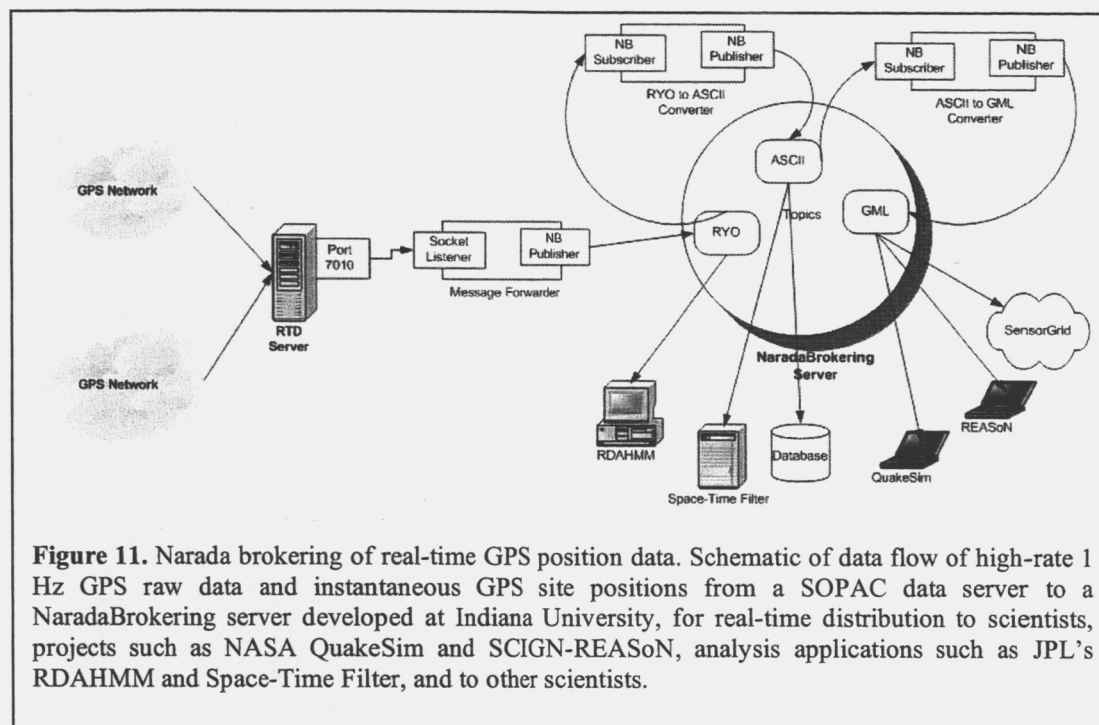 NB
Subscriber
NB
Publisher
RYO to ASCII
Converter
NB
Subscriber
NB
Publisher
ASCII to GML
Converter
GPS Network
GPS Network
RTD
Server
Port
7010
Socket
Listener
NB
Publisher
Message Forwarder
RYO
ASCII
Topics
GML
NaradaBrokering
Server
RDAHMM
Space-Time Filter
Database
QuakeSim
REASoN
SensorGrid
Figure 11. Narada brokering of real-time GPS position data. Schematic of data flow of high-rate 1
Hz GPS raw data and instantaneous GPS site positions from a SOPAC data server to a
NaradaBrokering server developed at Indiana University, for real-time distribution to scientists,
projects such as NASA QuakeSim and SCIGN-REASoN, analysis applications such as JPL's
RDAHMM and Space-Time Filter, and to other scientists.